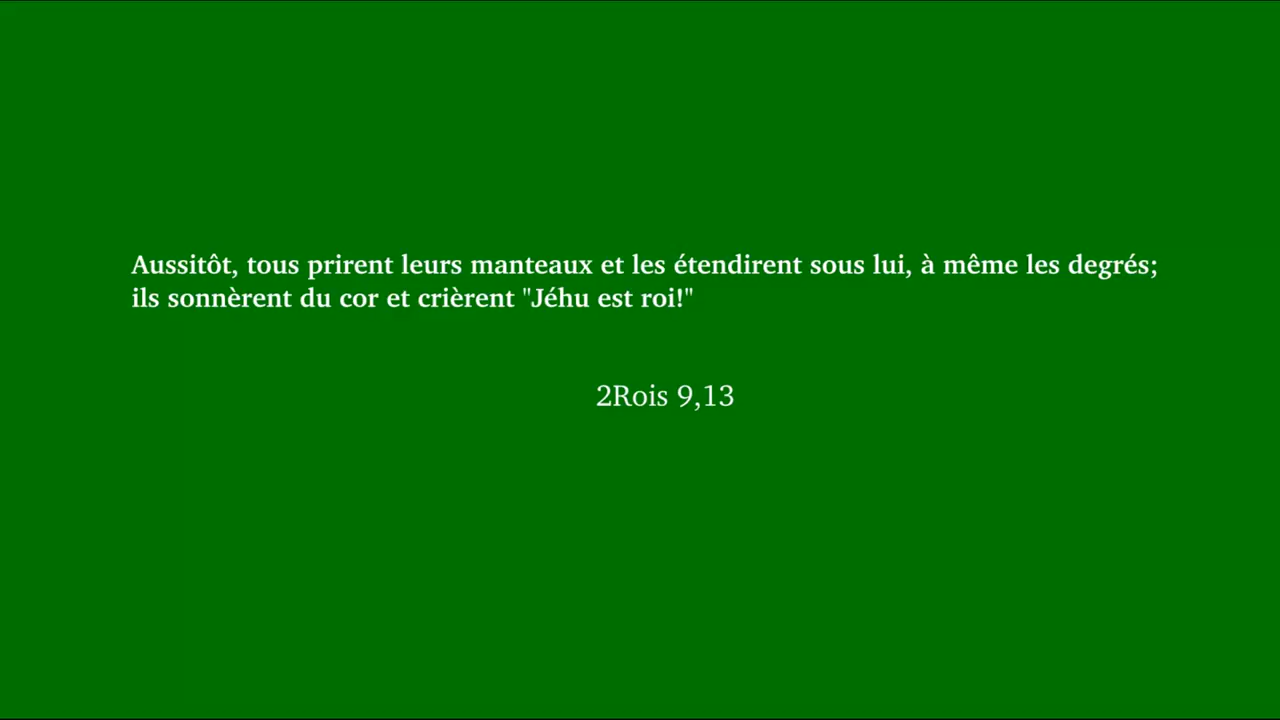 Aussitôt, tous prirent leurs manteaux et les étendirent sous lui, à même les degrés;
ils sonnèrent du cor et crièrent "Jéhu est roi!"
2Rois 9,13